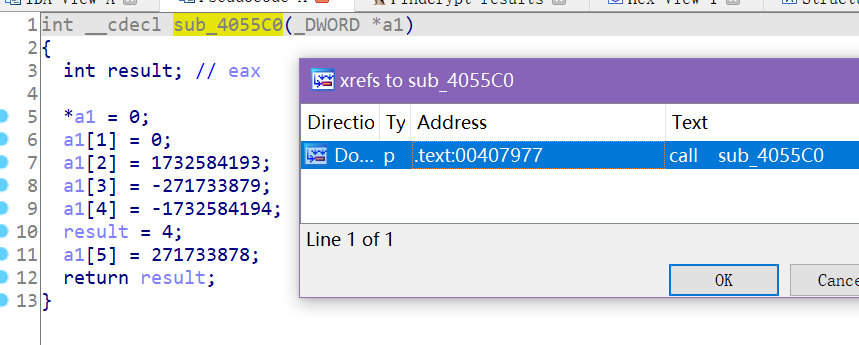 IDA View-A Pseudocode-A Findcrypt results Hex View-1
1 int __cdecl sub_4055C0(_DWORD *a1)
2 {
3 int result; // eax
4
5 *a1 = 0;
6 a1[1] = 0;
7 a1[2] = 1732584193;
8 a1[3] = -271733879;
9 a1[4] = -1732584194;
10 result = 4;
11 a1[5] = 271733878;
12 return result;
13 }
xrefs to sub_4055C0
Directio Ty Address Text
Do... p .text:00407977 call sub_4055C0
Line 1 of 1
OK Cance